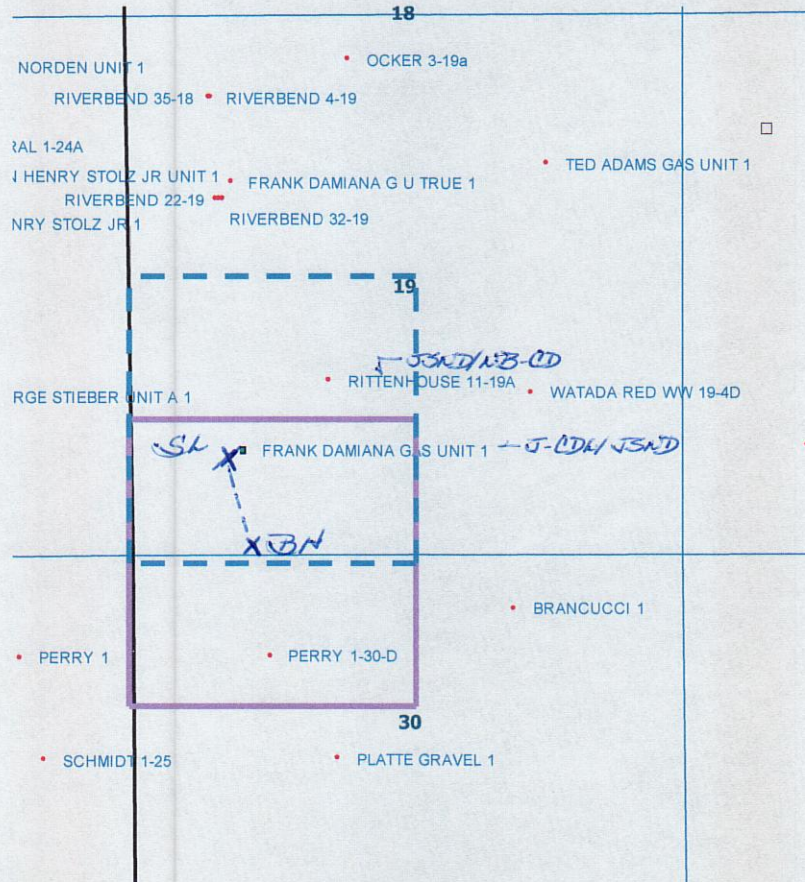 18
OCKER 3-19a
NORDEN UNIT 1
RIVERBEND 35-18
RIVERBEND 4-19
RAL 1-24A
TED ADAMS GAS UNIT 1
HENRY STOLZ JR UNIT 1
FRANK DAMIANA G U TRUE 1
RIVERBEND 22-19
RIVERBEND 32-19
NRY STOLZ JR 1
19
JSND/NB-CD
RITTENHOUSE 11-19A
WATADA RED WW 19-4D
RGE STIEBER UNIT A 1
SL
X
FRANK DAMIANA GAS UNIT 1
J-CDL/JSND
X BH
BRANCUCCI 1
PERRY 1
PERRY 1-30-D
30
SCHMIDT 1-25
PLATTE GRAVEL 1